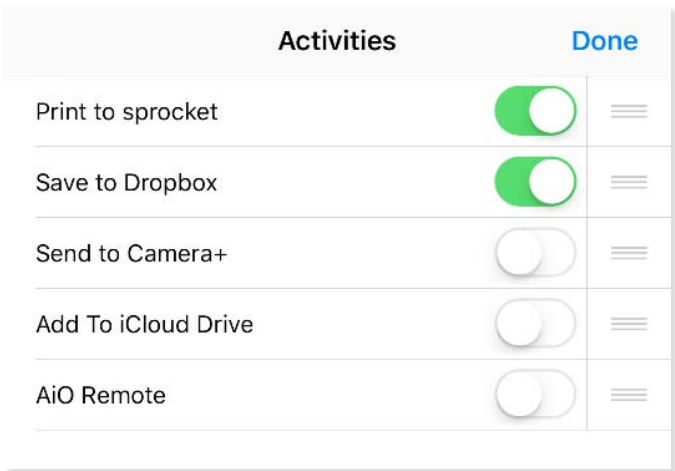 Activities
Done
Print to sprocket
Save to Dropbox
Send to Camera+
Add To iCloud Drive
AiO Remote